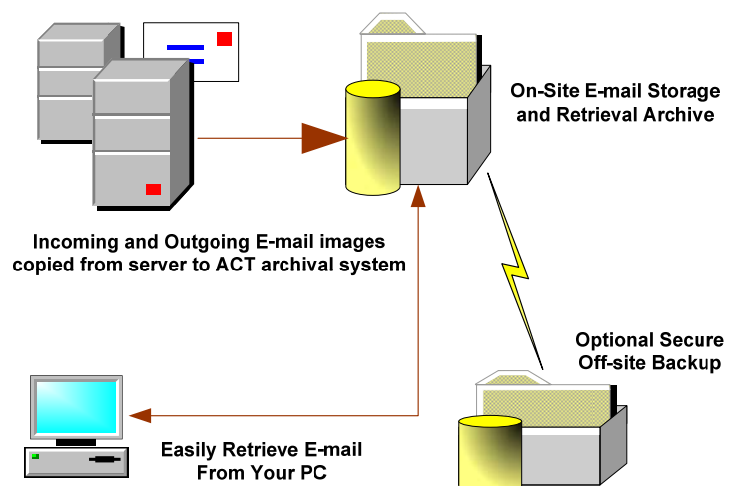 On-Site E-mail Storage
and Retrieval Archive
Incoming and Outgoing E-mail images
copied from server to ACT archival system
Optional Secure
Off-site Backup
Easily Retrieve E-mail
From Your PC